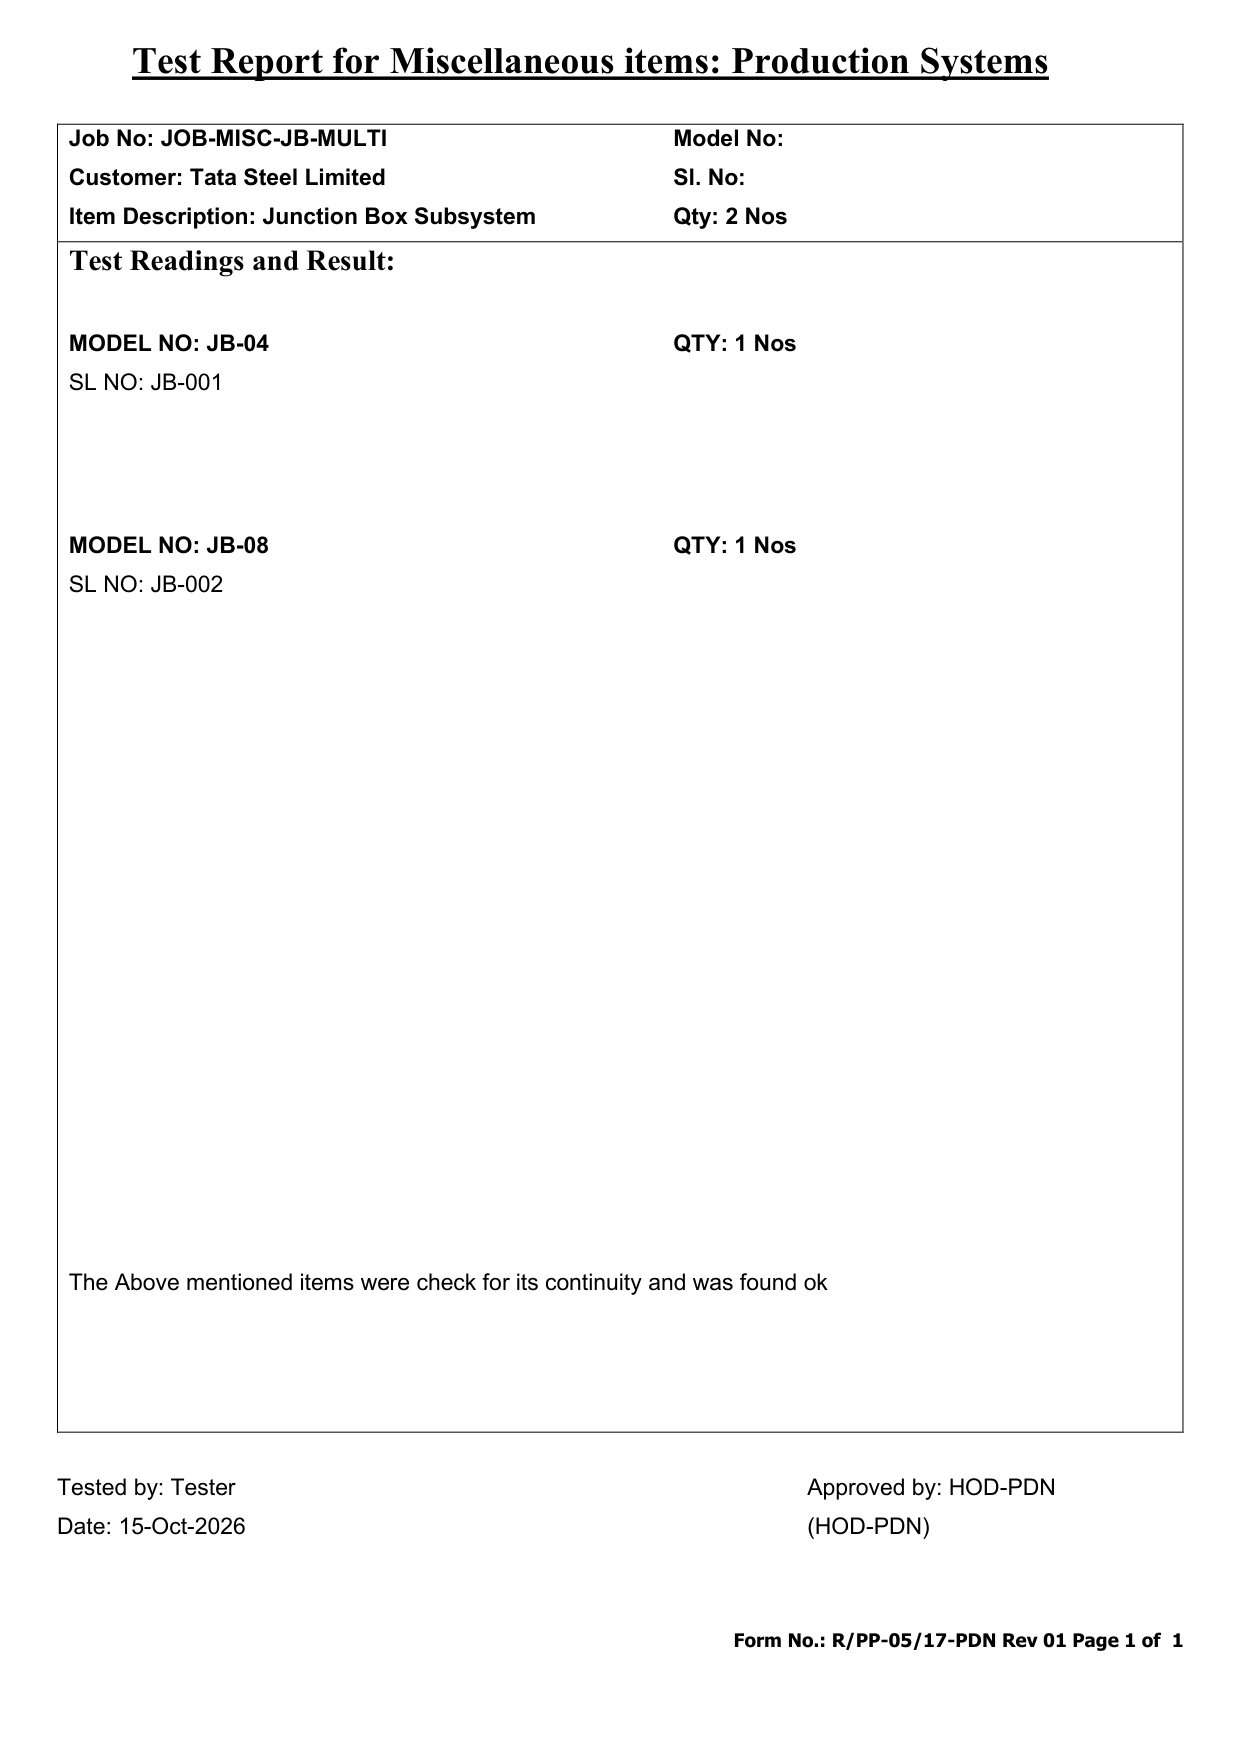 Test Report for Miscellaneous items: Production Systems
Job No: JOB-MISC-JB-MULTI Model No:
Customer: Tata Steel Limited Sl. No:
Item Description: Junction Box Subsystem Qty: 2 Nos
Test Readings and Result:
MODEL NO: JB-04 QTY: 1 Nos
SL NO: JB-001
MODEL NO: JB-08 QTY: 1 Nos
SL NO: JB-002
The Above mentioned items were check for its continuity and was found ok
Tested by: Tester Approved by: HOD-PDN
Date: 15-Oct-2026 (HOD-PDN)
Form No.: R/PP-05/17-PDN Rev 01 Page 1 of 1